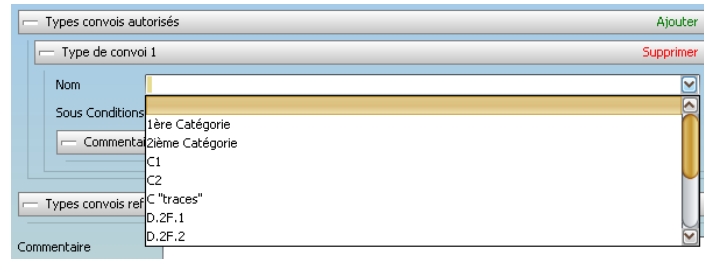 Types convois autorisés Ajouter
Type de convoi 1 Supprimer
Nom
Sous Conditions
1ère Catégorie
Commentai
2ième Catégorie
C1
C2
Types convois ref
C "traces"
D.2F.1
Commentaire
D.2F.2